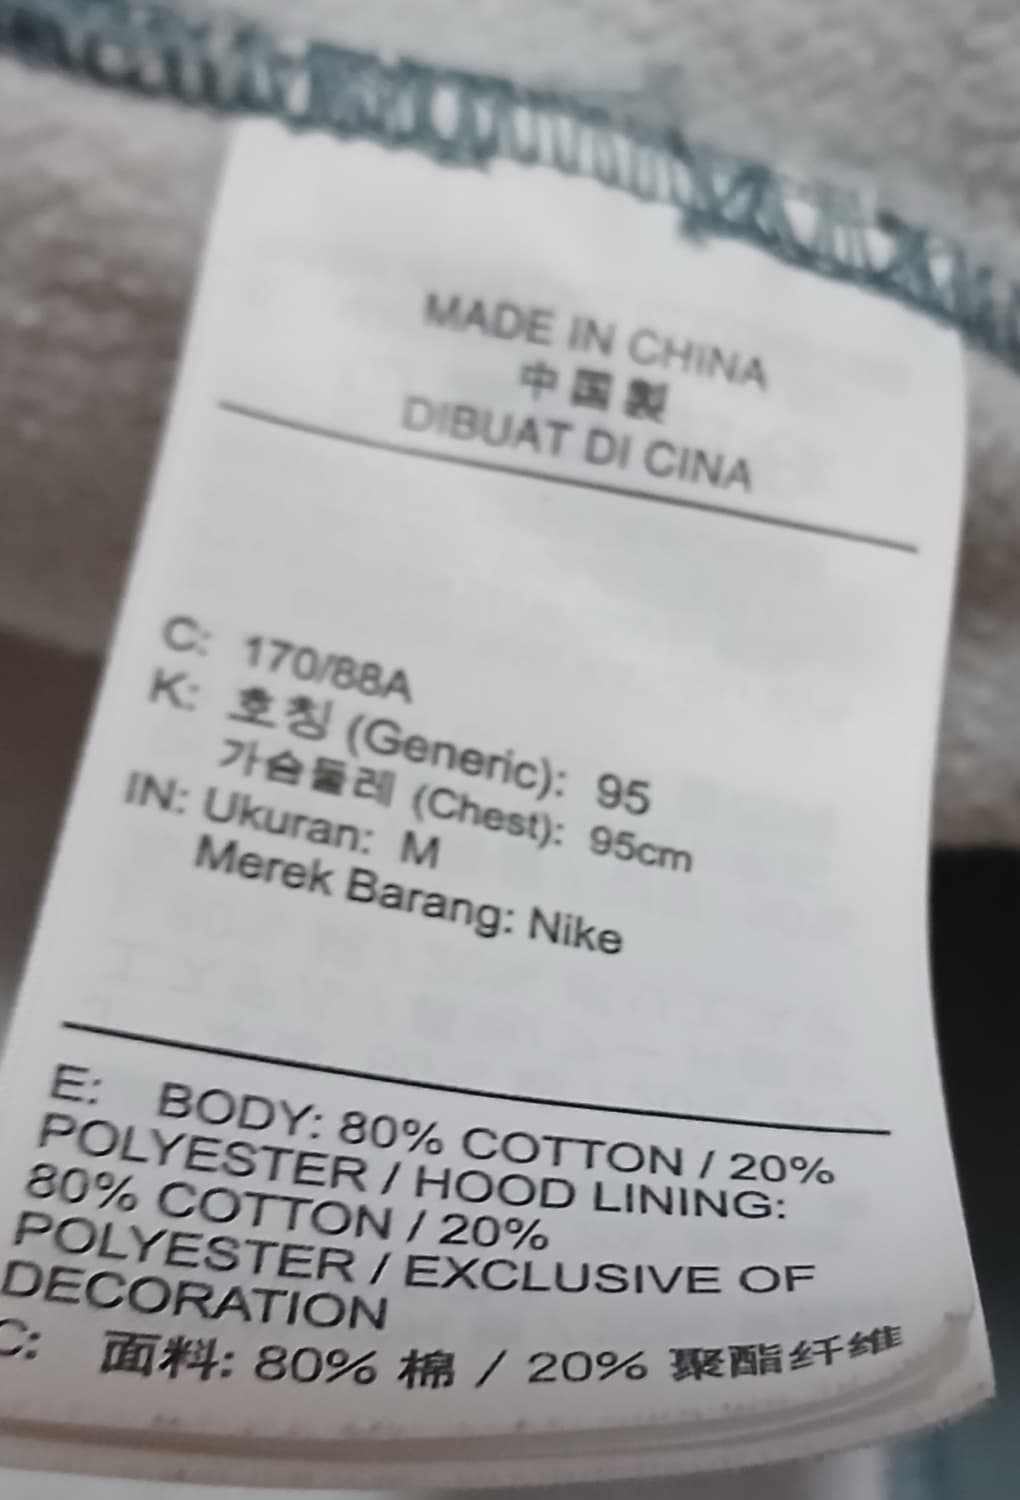 MADE IN CHINA
中国製
DIBUAT DI CINA
C: 170/88A
K: 호칭 (Generic): 95
가슴둘레 (Chest): 95cm
IN: Ukuran: M
Merek Barang: Nike
E: BODY: 80% COTTON / 20%
POLYESTER / HOOD LINING:
80% COTTON / 20%
POLYESTER / EXCLUSIVE OF
DECORATION
C: 面料: 80% 棉 / 20% 聚酯纤维